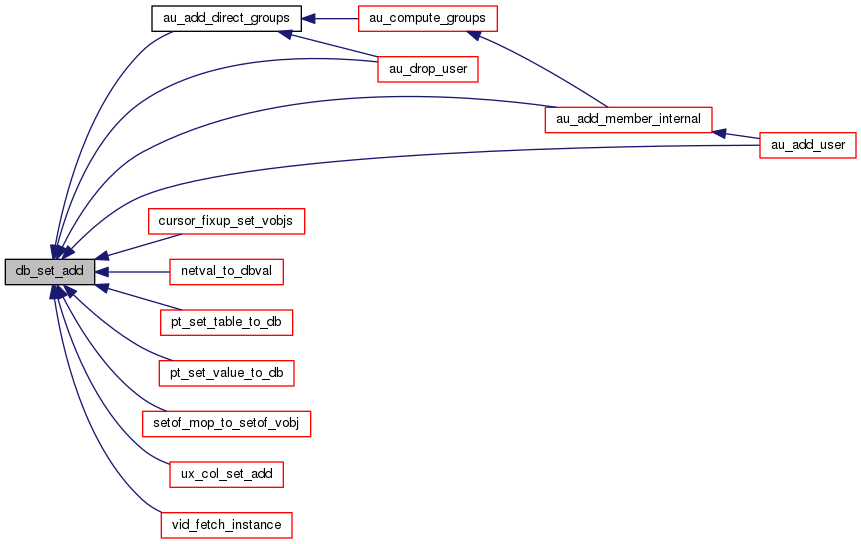 au_add_direct_groups
au_compute_groups
au_drop_user
au_add_member_internal
au_add_user
cursor_fixup_set_vobjs
db_set_add
netval_to_dbval
pt_set_table_to_db
pt_set_value_to_db
setof_mop_to_setof_vobj
ux_col_set_add
vid_fetch_instance